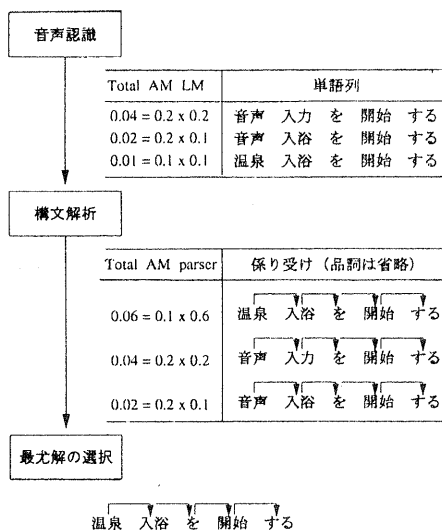 音声認識
Total AM LM 単語列
0.04 = 0.2 x 0.2 音声 入力 を 開始 する
0.02 = 0.2 x 0.1 音声 入浴 を 開始 する
0.01 = 0.1 x 0.1 温泉 入浴 を 開始 する
構文解析
Total AM parser 係り受け (品詞は省略)
0.06 = 0.1 x 0.6 温泉 入浴 を 開始 する
0.04 = 0.2 x 0.2 音声 入力 を 開始 する
0.02 = 0.2 x 0.1 音声 入浴 を 開始 する
最尤解の選択
温泉 入浴 を 開始 する